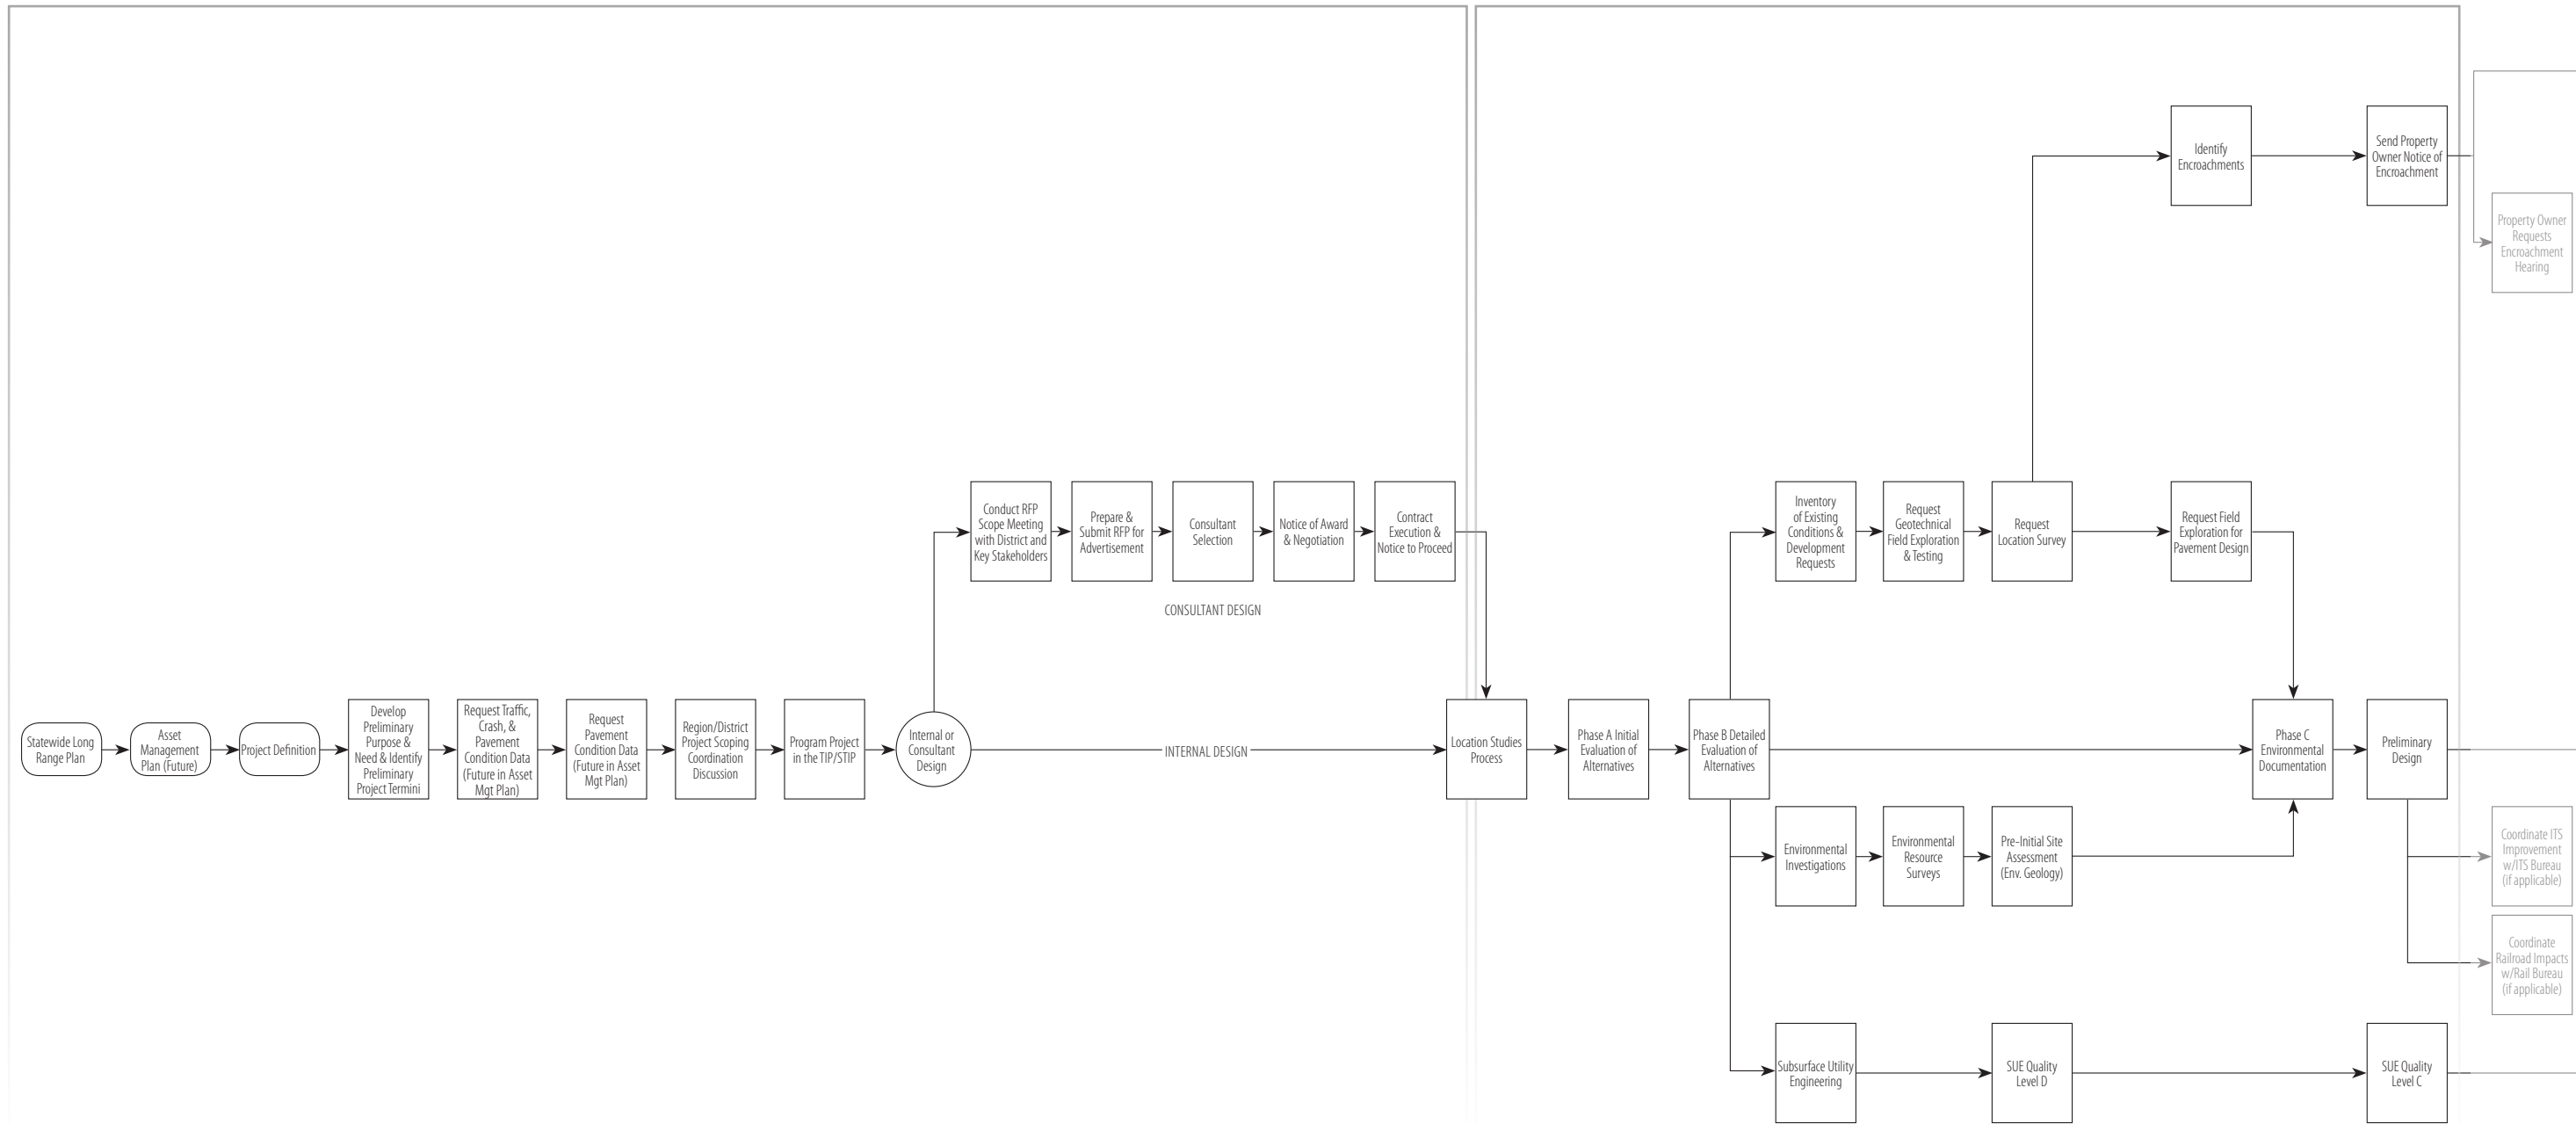 Identify
Encroachments
Send Property
Owner Notice of
Encroachment
Property Owner
Requests
Encroachment
Hearing
Conduct RFP
Scope Meeting
with District and
Key Stakeholders
Prepare &
Submit RFP for
Advertisement
Consultant
Selection
Notice of Award
& Negotiation
Contract
Execution &
Notice to Proceed
Inventory
of Existing
Conditions &
Development
Requests
Request
Geotechnical
Field Exploration
& Testing
Request
Location Survey
Request Field
Exploration for
Pavement Design
CONSULTANT DESIGN
Statewide Long
Range Plan
Asset
Management
Plan (Future)
Project Definition
Develop
Preliminary
Purpose &
Need & Identify
Preliminary
Project Termini
Request Traffic,
Crash, &
Pavement
Condition Data
(Future in Asset
Mgt Plan)
Request
Pavement
Condition Data
(Future in Asset
Mgt Plan)
Region/District
Project Scoping
Coordination
Discussion
Program Project
in the TIP/STIP
Internal or
Consultant
Design
INTERNAL DESIGN
Location Studies
Process
Phase A Initial
Evaluation of
Alternatives
Phase B Detailed
Evaluation of
Alternatives
Phase C
Environmental
Documentation
Preliminary
Design
Environmental
Investigations
Environmental
Resource
Surveys
Pre-Initial Site
Assessment
(Env. Geology)
Coordinate ITS
Improvement
w/ITS Bureau
(if applicable)
Coordinate
Railroad Impacts
w/Rail Bureau
(if applicable)
Subsurface Utility
Engineering
SUE Quality
Level D
SUE Quality
Level C